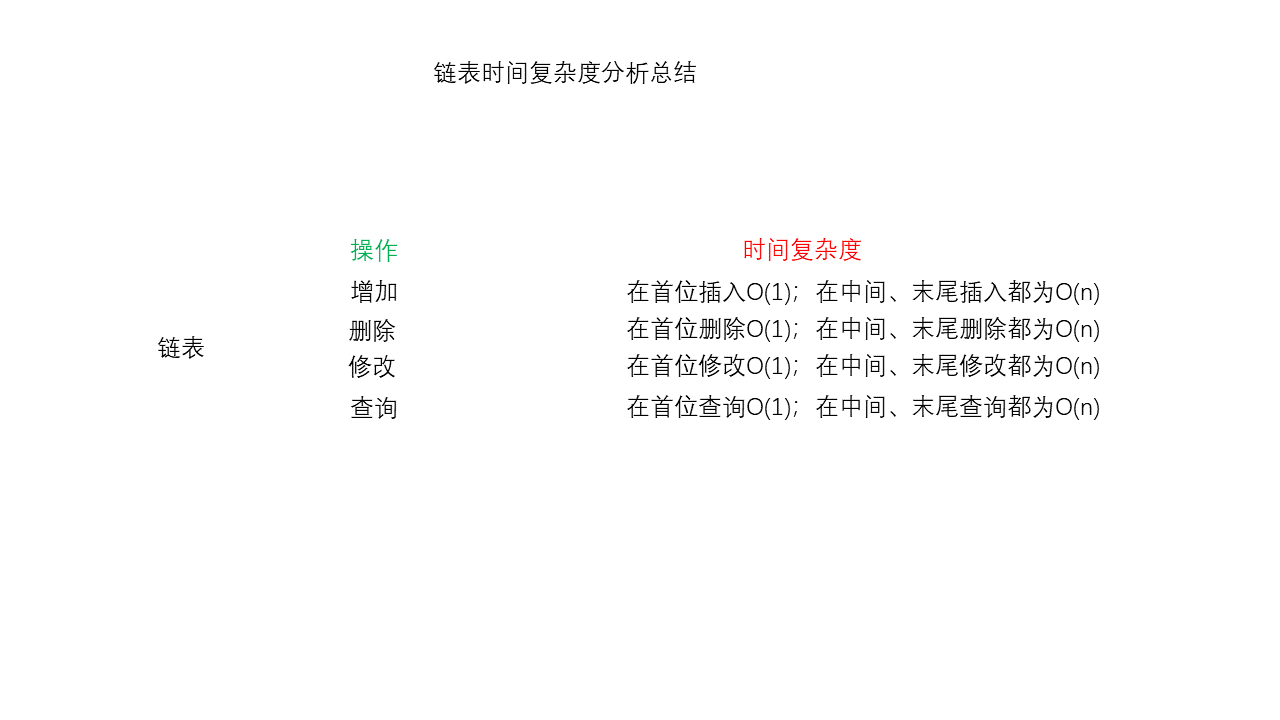 链表时间复杂度分析总结
操作 时间复杂度
增加 在首位插入O(1)；在中间、末尾插入都为O(n)
删除 在首位删除O(1)；在中间、末尾删除都为O(n)
链表
修改 在首位修改O(1)；在中间、末尾修改都为O(n)
查询 在首位查询O(1)；在中间、末尾查询都为O(n)